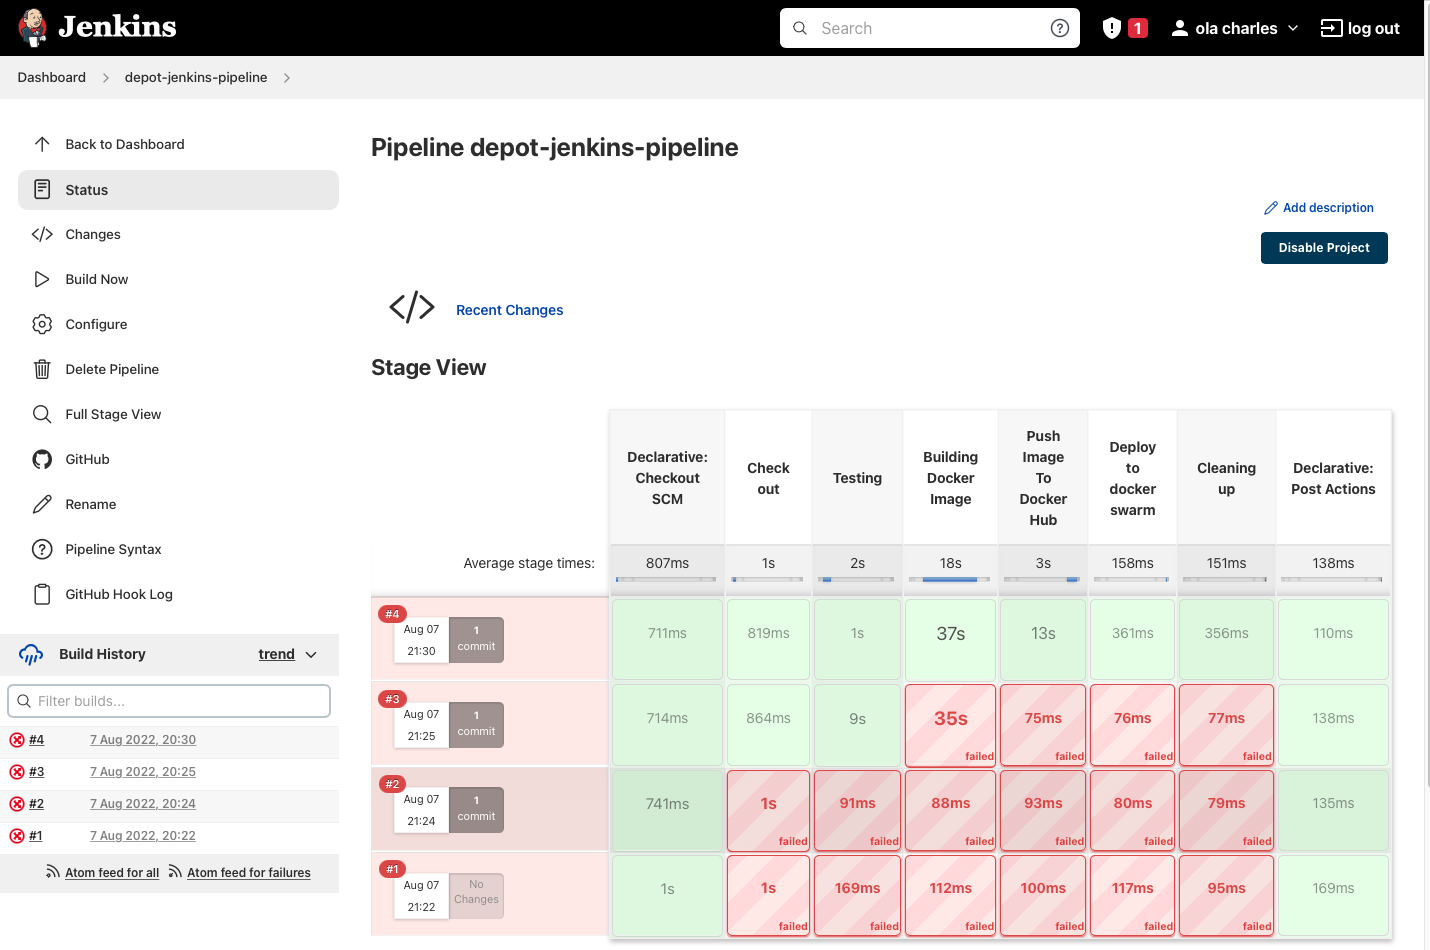 Jenkins
Search
1
ola charles
log out
Dashboard
depot-jenkins-pipeline
Back to Dashboard
Status
Changes
Build Now
Configure
Delete Pipeline
Full Stage View
GitHub
Rename
Pipeline Syntax
GitHub Hook Log
Build History
trend
Filter builds...
#4 7 Aug 2022, 20:30
#3 7 Aug 2022, 20:25
#2 7 Aug 2022, 20:24
#1 7 Aug 2022, 20:22
Atom feed for all
Atom feed for failures
Pipeline depot-jenkins-pipeline
Add description
Disable Project
Recent Changes
Stage View
Declarative:
Checkout
SCM
Check
out
Testing
Building
Docker
Image
Push
Image
To
Docker
Hub
Deploy
to
docker
swarm
Cleaning
up
Declarative:
Post Actions
Average stage times:
807ms
1s
2s
18s
3s
158ms
151ms
138ms
#4
Aug 07
21:30
1
commit
711ms
819ms
1s
37s
13s
361ms
356ms
110ms
#3
Aug 07
21:25
1
commit
714ms
864ms
9s
35s
failed
75ms
failed
76ms
failed
77ms
failed
138ms
#2
Aug 07
21:24
1
commit
741ms
1s
failed
91ms
failed
88ms
failed
93ms
failed
80ms
failed
79ms
failed
135ms
#1
Aug 07
21:22
No
Changes
1s
1s
failed
169ms
failed
112ms
failed
100ms
failed
117ms
failed
95ms
failed
169ms